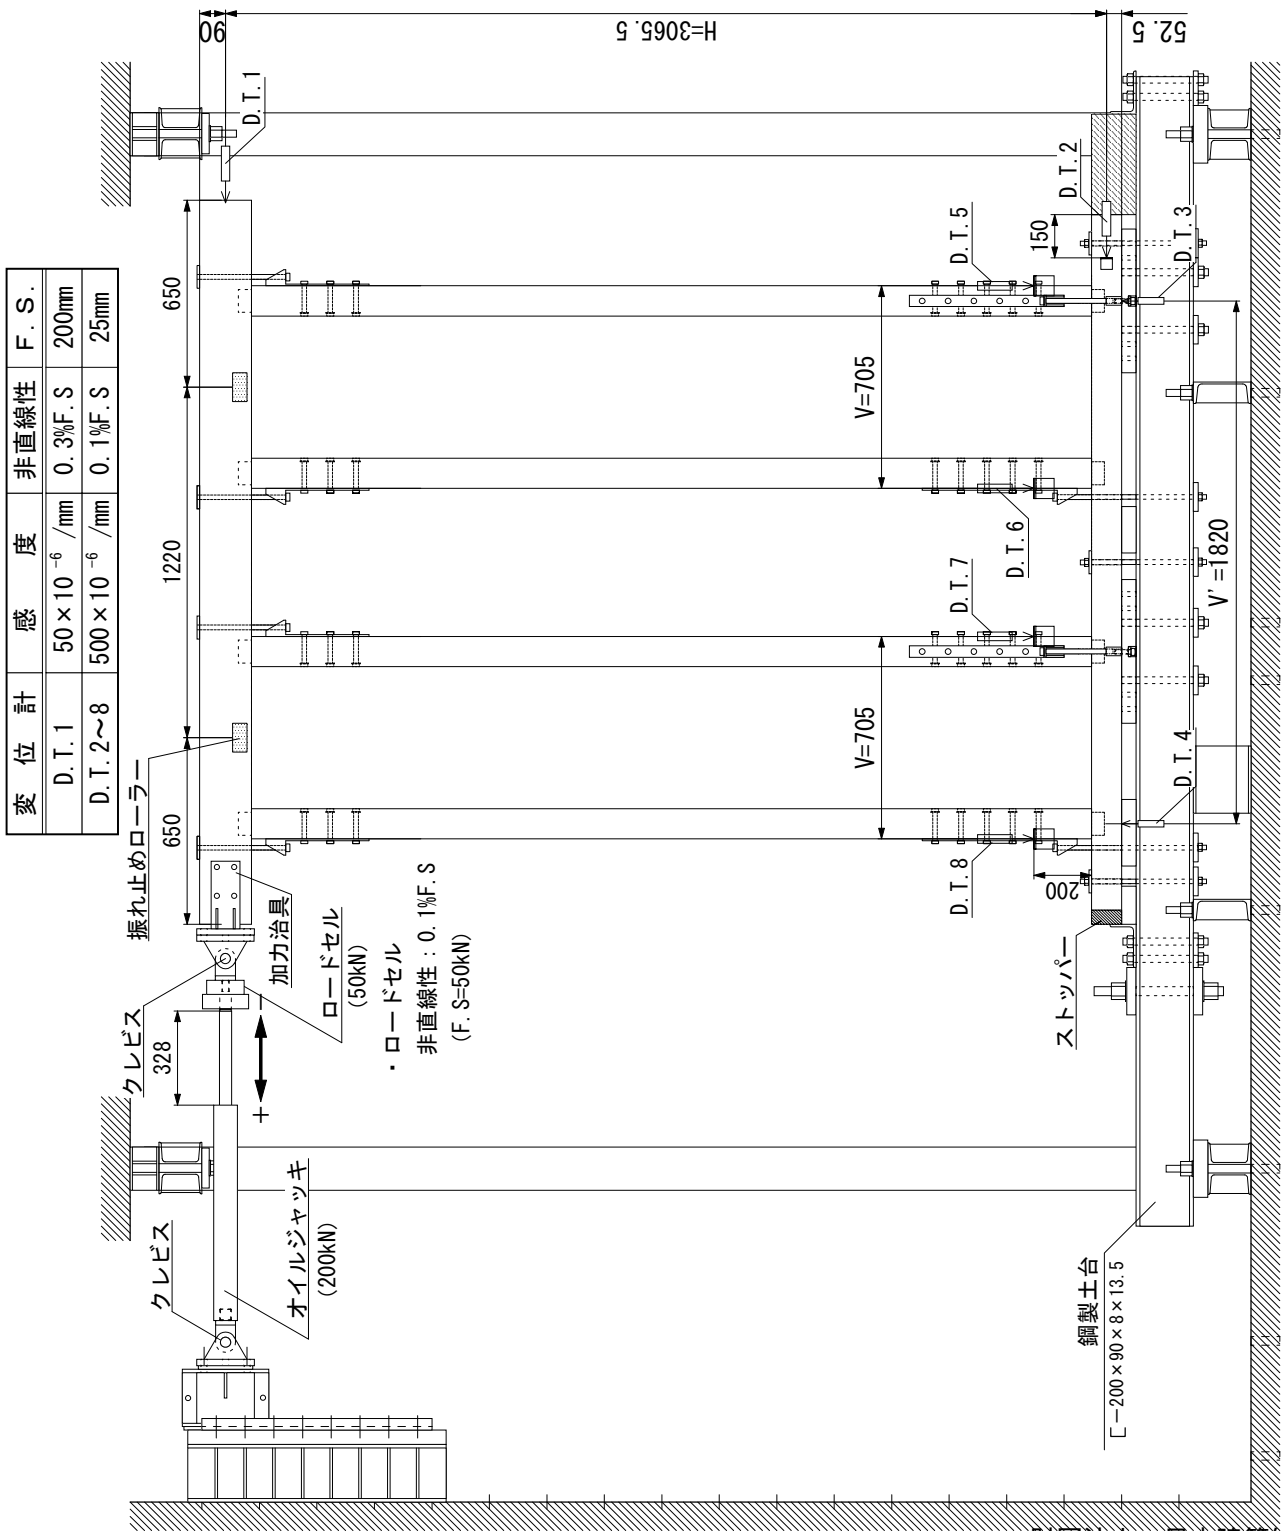 変 位 計 感 度 非直線性 F.S.
D.T.1 50×10⁻⁶ /mm 0.3%F.S 200mm
D.T.2～8 500×10⁻⁶ /mm 0.1%F.S 25mm
クレビス
オイルジャッキ
(200kN)
クレビス
328
+
-
加力治具
ロードセル
(50kN)
・ロードセル
非直線性：0.1%F.S
(F.S=50kN)
振れ止めローラー
650
1220
650
D.T.1
90
H=3065.5
52.5
D.T.2
150
D.T.3
D.T.5
V=705
D.T.6
D.T.7
V=705
D.T.8
200
D.T.4
V'=1820
ストッパー
鋼製土台
[－200×90×8×13.5